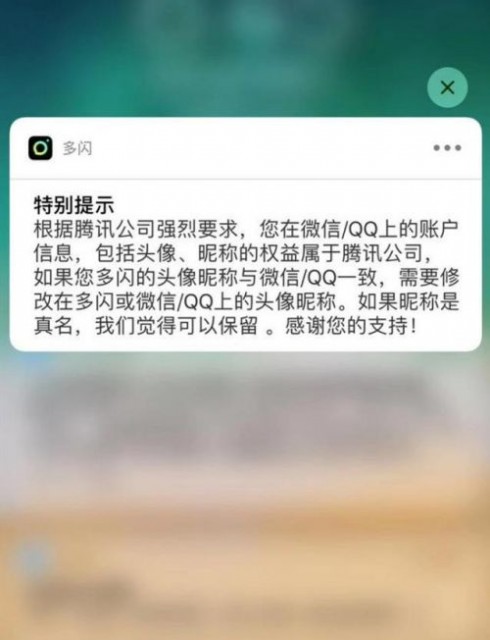 多闪
特别提示
根据腾讯公司强烈要求，您在微信/QQ上的账户
信息，包括头像、昵称的权益属于腾讯公司，
如果您多闪的头像昵称与微信/QQ一致，需要修
改在多闪或微信/QQ上的头像昵称。如果昵称是
真名，我们觉得可以保留 。感谢您的支持！